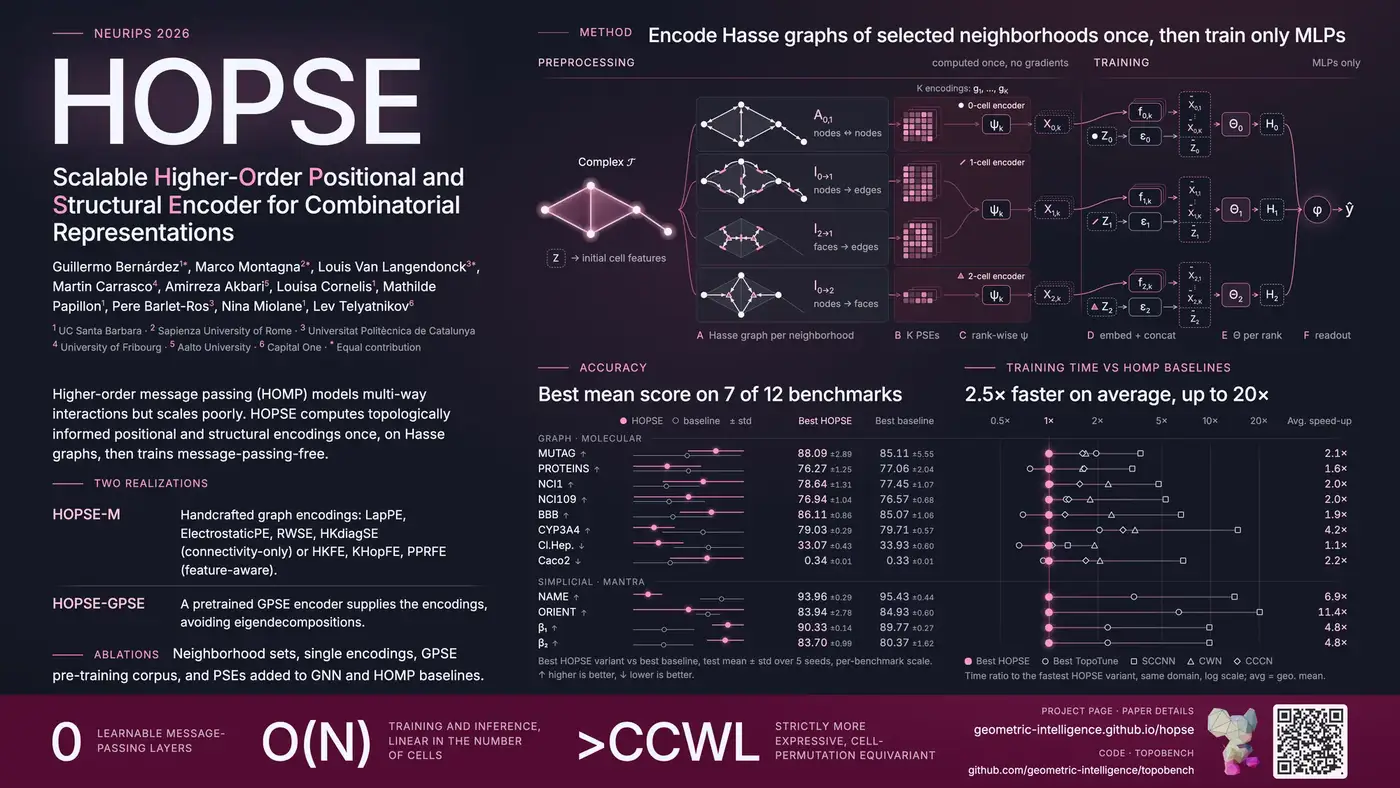 NEURIPS 2026
HOPSE
Scalable Higher-Order Positional and
Structural Encoder for Combinatorial
Representations
Guillermo Bernárdez¹*, Marco Montagna²*, Louis Van Langendonck³*,
Martin Carrasco⁴, Amirreza Akbari⁵, Louisa Cornelis¹, Mathilde
Papillon¹, Pere Barlet-Ros³, Nina Miolane¹, Lev Telyatnikov⁶
¹ UC Santa Barbara · ² Sapienza University of Rome · ³ Universitat Politècnica de Catalunya
⁴ University of Fribourg · ⁵ Aalto University · ⁶ Capital One · * Equal contribution
Higher-order message passing (HOMP) models multi-way
interactions but scales poorly. HOPSE computes topologically
informed positional and structural encodings once, on Hasse
graphs, then trains message-passing-free.
TWO REALIZATIONS
HOPSE-M
Handcrafted graph encodings: LapPE,
ElectrostaticPE, RWSE, HKdiagSE
(connectivity-only) or HKFE, KHopFE, PPRFE
(feature-aware).
HOPSE-GPSE
A pretrained GPSE encoder supplies the encodings,
avoiding eigendecompositions.
ABLATIONS Neighborhood sets, single encodings, GPSE
pre-training corpus, and PSEs added to GNN and HOMP baselines.
METHOD Encode Hasse graphs of selected neighborhoods once, then train only MLPs
PREPROCESSING computed once, no gradients TRAINING MLPs only
K encodings: g₁, ..., g_K
Complex 𝒯
Z → initial cell features
A₀,₁
nodes ↔ nodes
I₀→₁
nodes → edges
I₂→₁
faces → edges
I₀→₂
nodes → faces
0-cell encoder
ψₖ
X₀,ₖ
1-cell encoder
ψₖ
X₁,ₖ
2-cell encoder
ψₖ
X₂,ₖ
f₀,ₖ
Z₀ ε₀
X̄₀,₁
⋮
X̄₀,K
Z̄₀
Θ₀ H₀
f₁,ₖ
Z₁ ε₁
X̄₁,₁
⋮
X̄₁,K
Z̄₁
Θ₁ H₁
f₂,ₖ
Z₂ ε₂
X̄₂,₁
⋮
X̄₂,K
Z̄₂
Θ₂ H₂
φ ŷ
A Hasse graph per neighborhood B K PSEs C rank-wise ψ D embed + concat E Θ per rank F readout
ACCURACY
Best mean score on 7 of 12 benchmarks
HOPSE baseline ± std Best HOPSE Best baseline
GRAPH · MOLECULAR
MUTAG ↑ 88.09 ±2.89 85.11 ±5.55
PROTEINS ↑ 76.27 ±1.25 77.06 ±2.04
NCI1 ↑ 78.64 ±1.31 77.45 ±1.07
NCI109 ↑ 76.94 ±1.04 76.57 ±0.68
BBB ↑ 86.11 ±0.86 85.07 ±1.06
CYP3A4 ↑ 79.03 ±0.29 79.71 ±0.57
Cl.Hep. ↓ 33.07 ±0.43 33.93 ±0.60
Caco2 ↓ 0.34 ±0.01 0.33 ±0.01
SIMPLICIAL · MANTRA
NAME ↑ 93.96 ±0.29 95.43 ±0.44
ORIENT ↑ 83.94 ±2.78 84.93 ±0.60
β₁ ↑ 90.33 ±0.14 89.77 ±0.27
β₂ ↑ 83.70 ±0.99 80.37 ±1.62
Best HOPSE variant vs best baseline, test mean ± std over 5 seeds, per-benchmark scale.
↑ higher is better, ↓ lower is better.
TRAINING TIME VS HOMP BASELINES
2.5× faster on average, up to 20×
0.5× 1× 2× 5× 10× 20× Avg. speed-up
2.1×
1.6×
2.0×
2.0×
1.9×
4.2×
1.1×
2.2×
6.9×
11.4×
4.8×
4.8×
Best HOPSE Best TopoTune SCCNN CWN CCCN
Time ratio to the fastest HOPSE variant, same domain, log scale; avg = geo. mean.
0 LEARNABLE MESSAGE-
PASSING LAYERS
O(N) TRAINING AND INFERENCE,
LINEAR IN THE NUMBER
OF CELLS
>CCWL STRICTLY MORE
EXPRESSIVE, CELL-
PERMUTATION EQUIVARIANT
PROJECT PAGE · PAPER DETAILS
geometric-intelligence.github.io/hopse
CODE · TOPOBENCH
github.com/geometric-intelligence/topobench